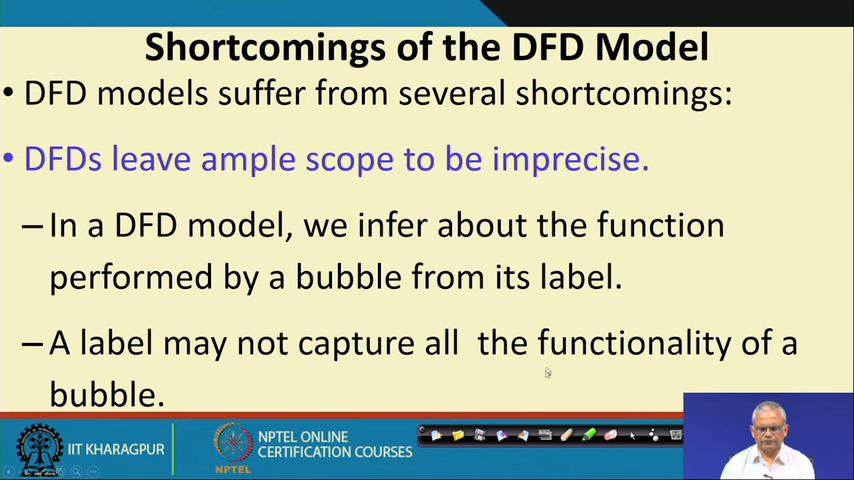 Shortcomings of the DFD Model
• DFD models suffer from several shortcomings:
• DFDs leave ample scope to be imprecise.
– In a DFD model, we infer about the function
performed by a bubble from its label.
– A label may not capture all the functionality of a
bubble.
IIT KHARAGPUR
NPTEL
NPTEL ONLINE
CERTIFICATION COURSES